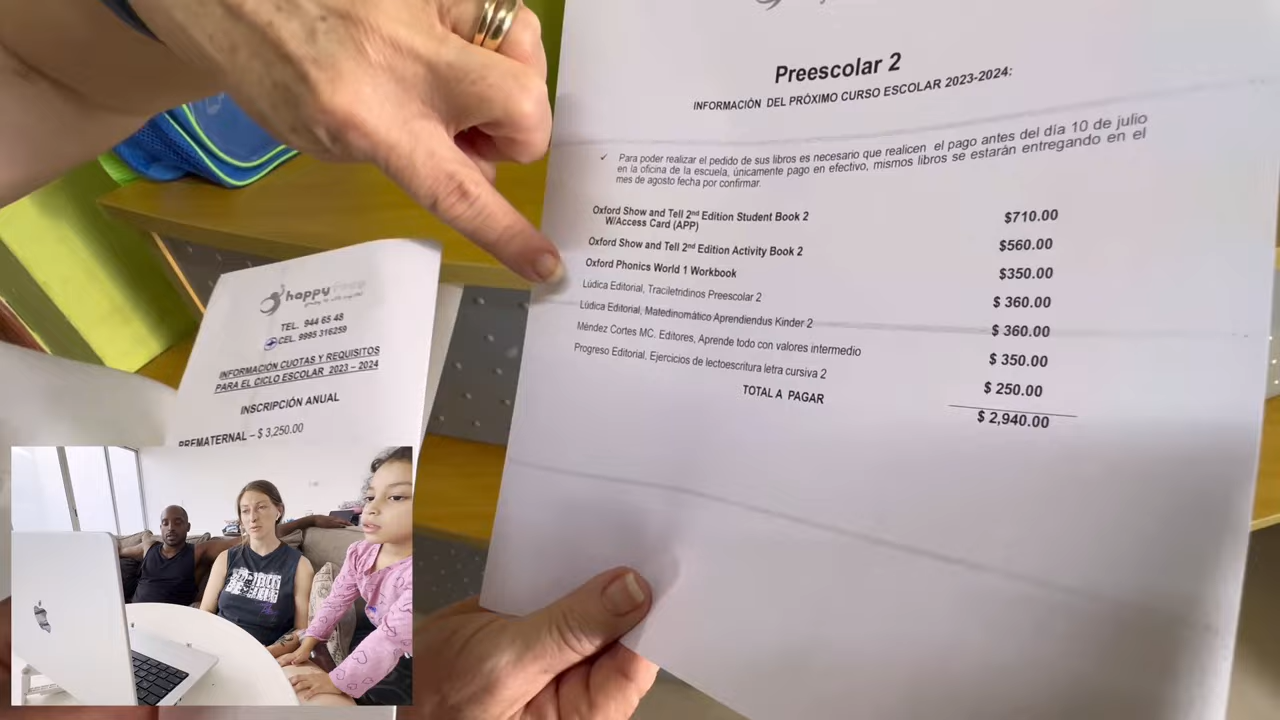 Preescolar 2
INFORMACIÓN DEL PRÓXIMO CURSO ESCOLAR 2023-2024:
✓ Para poder realizar el pedido de sus libros es necesario que realicen el pago antes del día 10 de julio
en la oficina de la escuela, únicamente pago en efectivo, mismos libros se estarán entregando en el
mes de agosto fecha por confirmar.
Oxford Show and Tell 2nd Edition Student Book 2 $710.00
W/Access Card (APP)
Oxford Show and Tell 2nd Edition Activity Book 2 $560.00
Oxford Phonics World 1 Workbook $350.00
Lúdica Editorial, Traciletridinos Preescolar 2 $ 360.00
Lúdica Editorial, Matedinomático Aprendiendus Kinder 2 $ 360.00
Méndez Cortes MC. Editores, Aprende todo con valores intermedio $ 350.00
Progreso Editorial, Ejercicios de lectoescritura letra cursiva 2 $ 250.00
TOTAL A PAGAR $ 2,940.00
happy
TEL. 944 65 48
CEL. 9995 316259
INFORMACIÓN CUOTAS Y REQUISITOS
PARA EL CICLO ESCOLAR 2023 – 2024
INSCRIPCIÓN ANUAL
PREMATERNAL – $ 3,250.00